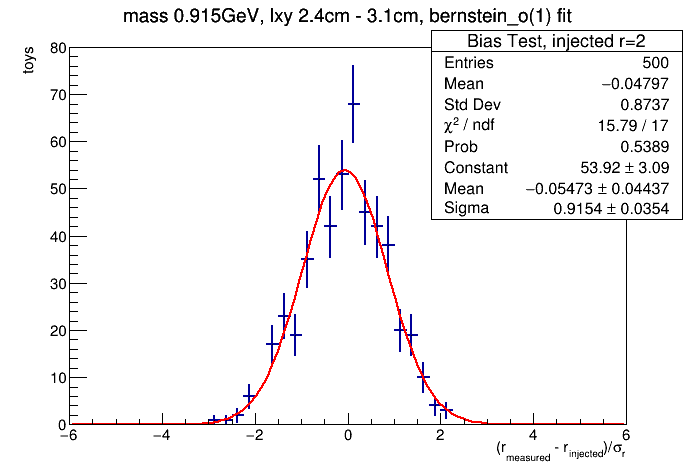 mass 0.915GeV, lxy 2.4cm - 3.1cm, bernstein_o(1) fit
Bias Test, injected r=2
Entries 500
Mean −0.04797
Std Dev 0.8737
χ² / ndf 15.79 / 17
Prob 0.5389
Constant 53.92 ± 3.09
Mean −0.05473 ± 0.04437
Sigma 0.9154 ± 0.0354
toys
80
70
60
50
40
30
20
10
0
−6 −4 −2 0 2 4 6
(r_measured - r_injected)/σ_r